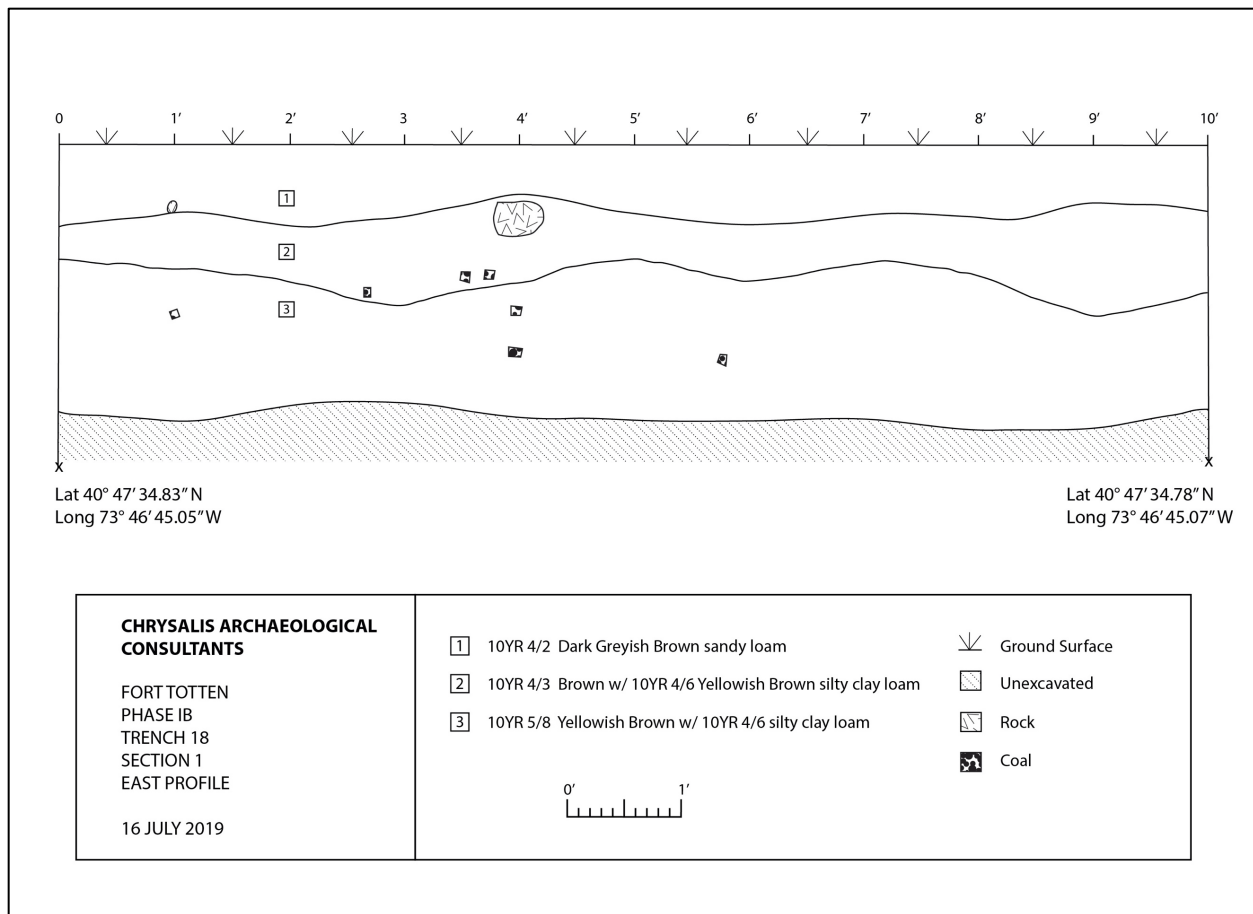 0 1′ 2′ 3 4′ 5′ 6′ 7′ 8′ 9′ 10′
1
2
3
x x
Lat 40° 47′ 34.83″ N
Long 73° 46′ 45.05″ W
Lat 40° 47′ 34.78″ N
Long 73° 46′ 45.07″ W
CHRYSALIS ARCHAEOLOGICAL
CONSULTANTS
FORT TOTTEN
PHASE IB
TRENCH 18
SECTION 1
EAST PROFILE
16 JULY 2019
1 10YR 4/2 Dark Greyish Brown sandy loam
2 10YR 4/3 Brown w/ 10YR 4/6 Yellowish Brown silty clay loam
3 10YR 5/8 Yellowish Brown w/ 10YR 4/6 silty clay loam
0′ 1′
Ground Surface
Unexcavated
Rock
Coal